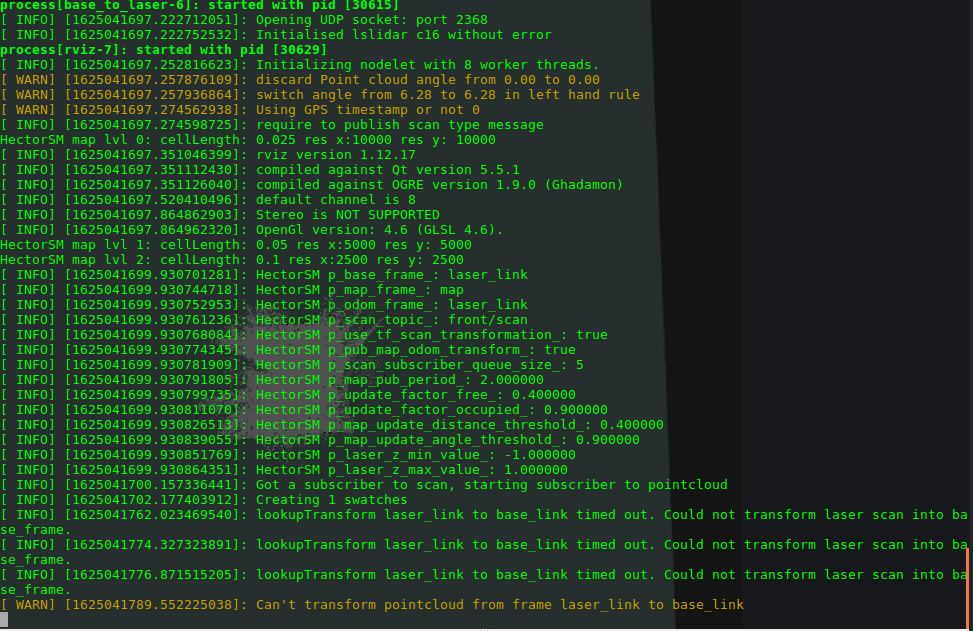 process[base_to_laser-6]: started with pid [30615]
[ INFO] [1625041697.222712051]: Opening UDP socket: port 2368
[ INFO] [1625041697.222752532]: Initialised lslidar c16 without error
process[rviz-7]: started with pid [30629]
[ INFO] [1625041697.252816623]: Initializing nodelet with 8 worker threads.
[ WARN] [1625041697.257876109]: discard Point cloud angle from 0.00 to 0.00
[ WARN] [1625041697.257936864]: switch angle from 6.28 to 6.28 in left hand rule
[ WARN] [1625041697.274562938]: Using GPS timestamp or not 0
[ INFO] [1625041697.274598725]: require to publish scan type message
HectorSM map lvl 0: cellLength: 0.025 res x:10000 res y: 10000
[ INFO] [1625041697.351046399]: rviz version 1.12.17
[ INFO] [1625041697.351112430]: compiled against Qt version 5.5.1
[ INFO] [1625041697.351126040]: compiled against OGRE version 1.9.0 (Ghadamon)
[ INFO] [1625041697.520410496]: default channel is 8
[ INFO] [1625041697.864862903]: Stereo is NOT SUPPORTED
[ INFO] [1625041697.864962320]: OpenGl version: 4.6 (GLSL 4.6).
HectorSM map lvl 1: cellLength: 0.05 res x:5000 res y: 5000
HectorSM map lvl 2: cellLength: 0.1 res x:2500 res y: 2500
[ INFO] [1625041699.930701281]: HectorSM p_base_frame_: laser_link
[ INFO] [1625041699.930744718]: HectorSM p_map_frame_: map
[ INFO] [1625041699.930752953]: HectorSM p_odom_frame_: laser_link
[ INFO] [1625041699.930761236]: HectorSM p_scan_topic_: front/scan
[ INFO] [1625041699.930768084]: HectorSM p_use_tf_scan_transformation_: true
[ INFO] [1625041699.930774345]: HectorSM p_pub_map_odom_transform_: true
[ INFO] [1625041699.930781909]: HectorSM p_scan_subscriber_queue_size_: 5
[ INFO] [1625041699.930791805]: HectorSM p_map_pub_period_: 2.000000
[ INFO] [1625041699.930799735]: HectorSM p_update_factor_free_: 0.400000
[ INFO] [1625041699.930811070]: HectorSM p_update_factor_occupied_: 0.900000
[ INFO] [1625041699.930826513]: HectorSM p_map_update_distance_threshold_: 0.400000
[ INFO] [1625041699.930839055]: HectorSM p_map_update_angle_threshold_: 0.900000
[ INFO] [1625041699.930851769]: HectorSM p_laser_z_min_value_: -1.000000
[ INFO] [1625041699.930864351]: HectorSM p_laser_z_max_value_: 1.000000
[ INFO] [1625041700.157336441]: Got a subscriber to scan, starting subscriber to pointcloud
[ INFO] [1625041702.177403912]: Creating 1 swatches
[ INFO] [1625041762.023469540]: lookupTransform laser_link to base_link timed out. Could not transform laser scan into ba
se_frame.
[ INFO] [1625041774.327323891]: lookupTransform laser_link to base_link timed out. Could not transform laser scan into ba
se_frame.
[ INFO] [1625041776.871515205]: lookupTransform laser_link to base_link timed out. Could not transform laser scan into ba
se_frame.
[ WARN] [1625041789.552225038]: Can't transform pointcloud from frame laser_link to base_link